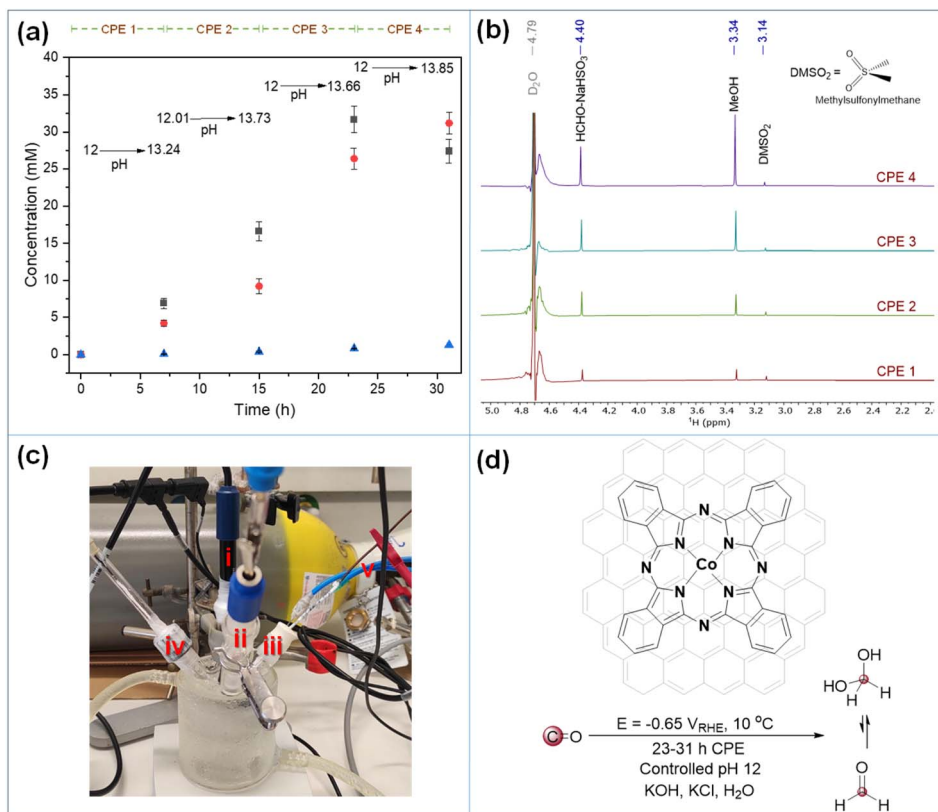 (a)
CPE 1 CPE 2 CPE 3 CPE 4
12 13.85
pH
12 13.66
pH
12.01 13.73
pH
12 13.24
pH
Concentration (mM)
40
35
30
25
20
15
10
5
0
0 5 10 15 20 25 30
Time (h)
(b)
D2O – 4.79
– 4.40
– 3.34
– 3.14
HCHO-NaHSO3
MeOH
DMSO2
DMSO2 =
O
S
O
Methylsulfonylmethane
CPE 4
CPE 3
CPE 2
CPE 1
5.0 4.8 4.6 4.4 4.2 4.0 3.8 3.6 3.4 3.2 3.0 2.8 2.6 2.4 2.2 2.0
1H (ppm)
(c)
i
ii
iii
iv
v
(d)
N
N N
N Co N
N N
N
C=O
E = -0.65 VRHE, 10 oC
23-31 h CPE
Controlled pH 12
KOH, KCl, H2O
OH
HO C H
H
O
C
H H